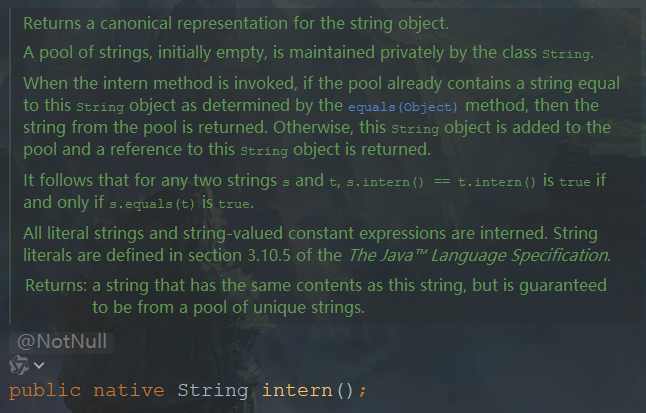 Returns a canonical representation for the string object.
A pool of strings, initially empty, is maintained privately by the class String.
When the intern method is invoked, if the pool already contains a string equal
to this String object as determined by the equals(Object) method, then the
string from the pool is returned. Otherwise, this String object is added to the
pool and a reference to this String object is returned.
It follows that for any two strings s and t, s.intern() == t.intern() is true if
and only if s.equals(t) is true.
All literal strings and string-valued constant expressions are interned. String
literals are defined in section 3.10.5 of the The Java™ Language Specification.
Returns: a string that has the same contents as this string, but is guaranteed
to be from a pool of unique strings.
@NotNull
public native String intern();